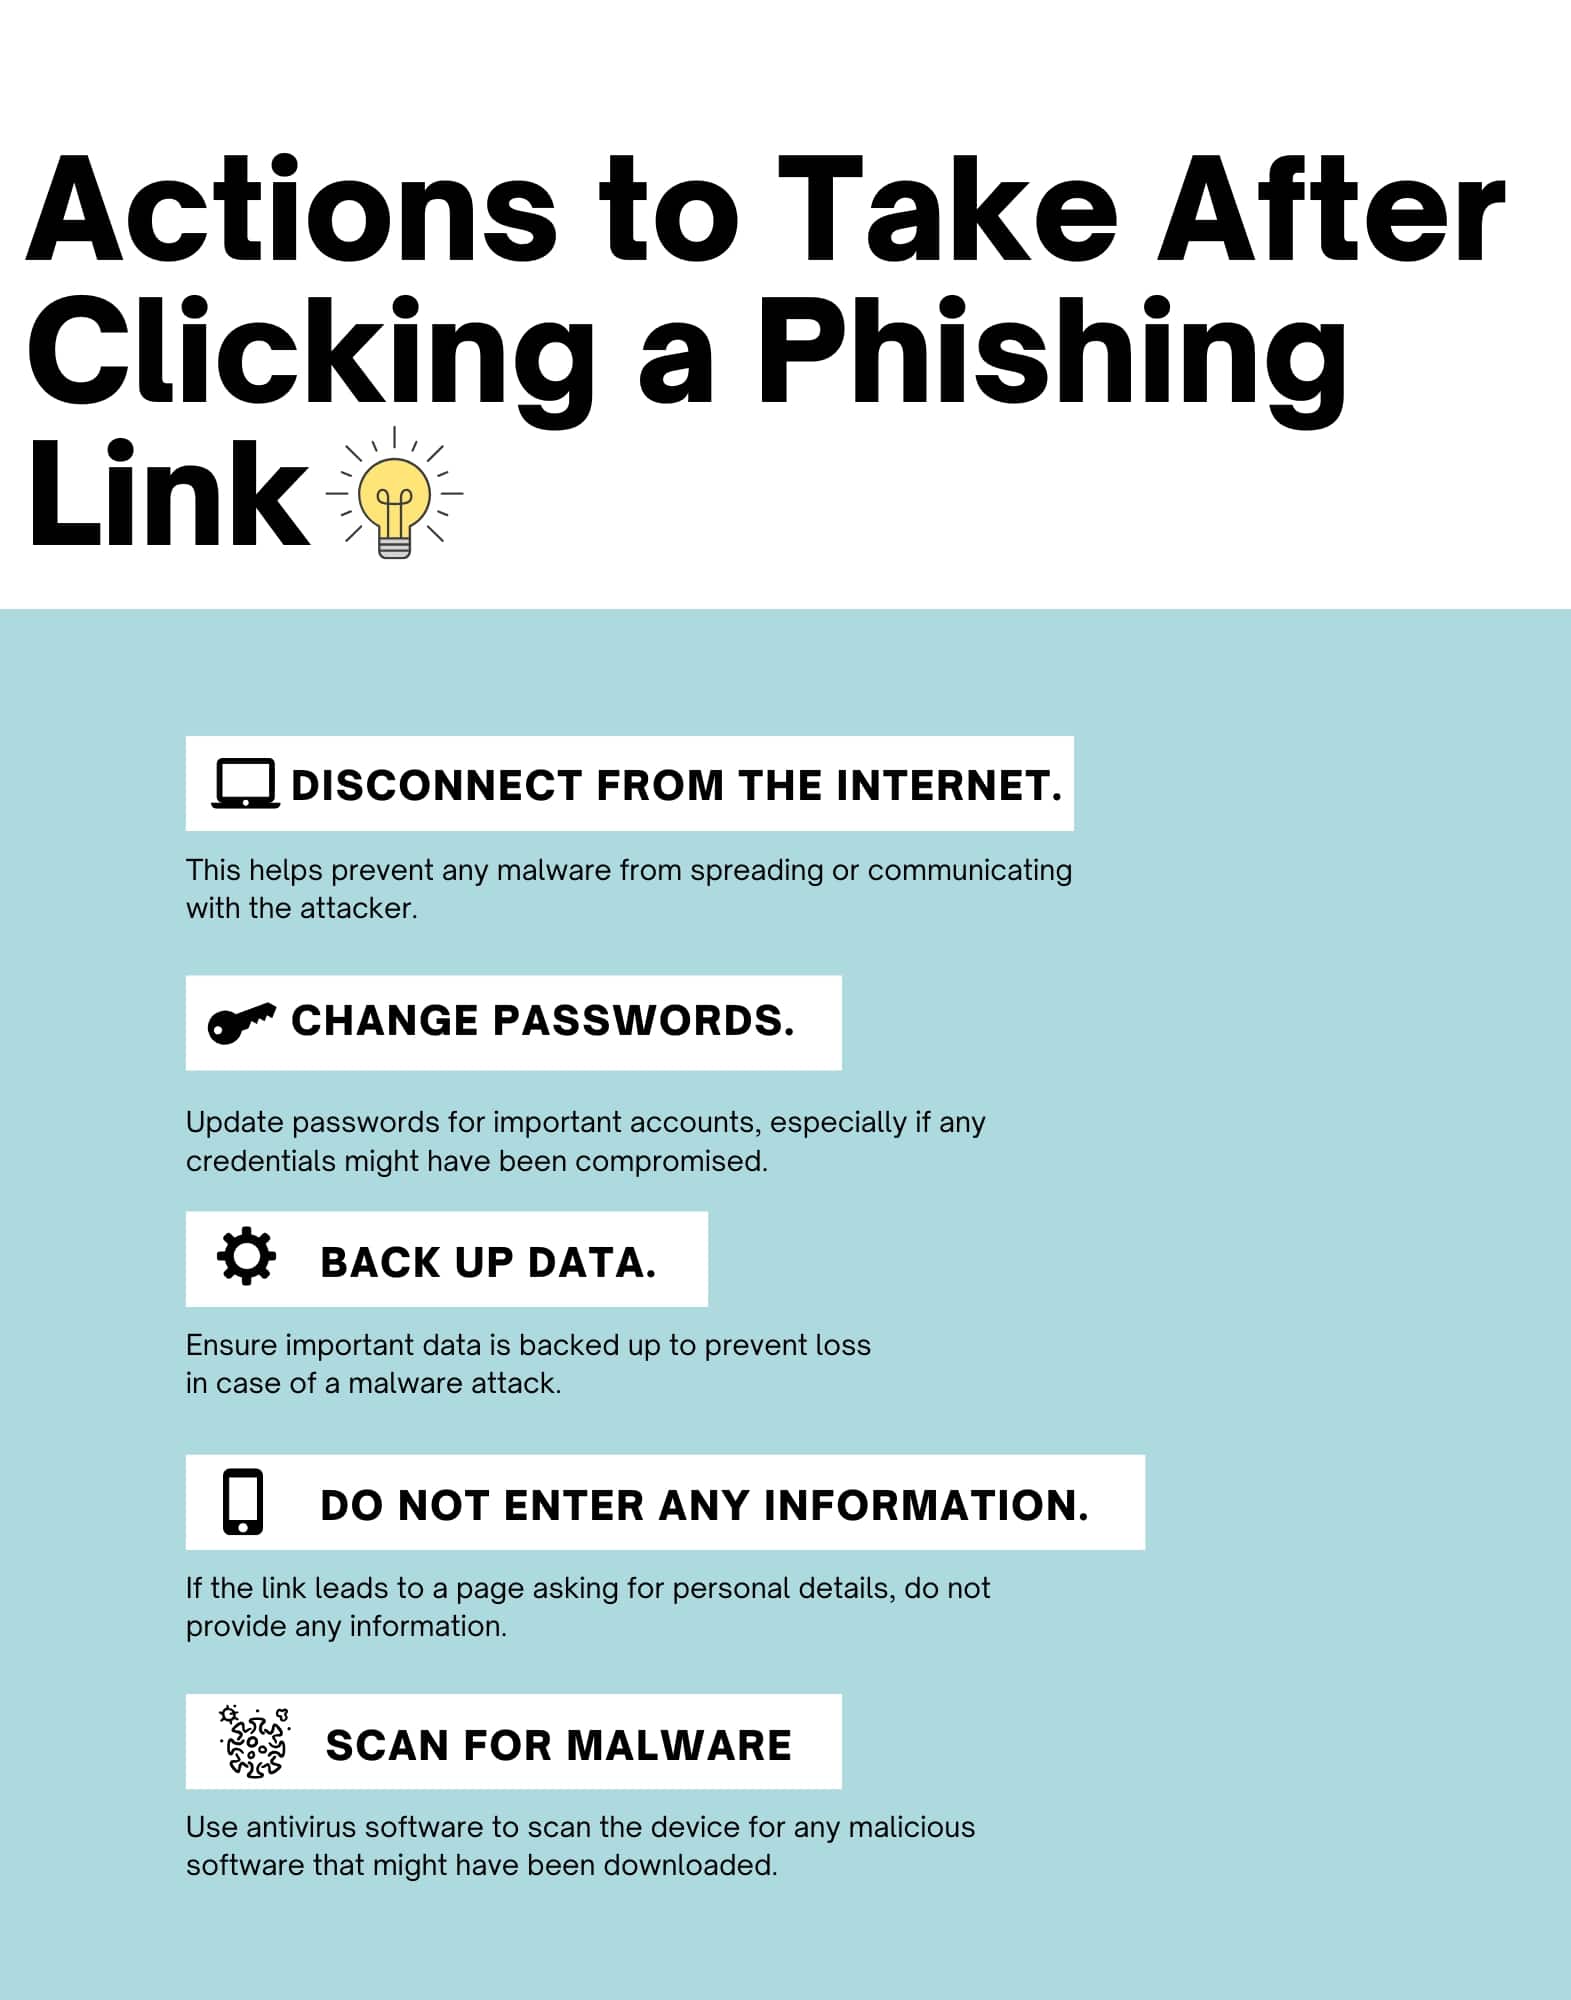 Actions to Take After
Clicking a Phishing
Link
DISCONNECT FROM THE INTERNET.
This helps prevent any malware from spreading or communicating
with the attacker.
CHANGE PASSWORDS.
Update passwords for important accounts, especially if any
credentials might have been compromised.
BACK UP DATA.
Ensure important data is backed up to prevent loss
in case of a malware attack.
DO NOT ENTER ANY INFORMATION.
If the link leads to a page asking for personal details, do not
provide any information.
SCAN FOR MALWARE
Use antivirus software to scan the device for any malicious
software that might have been downloaded.